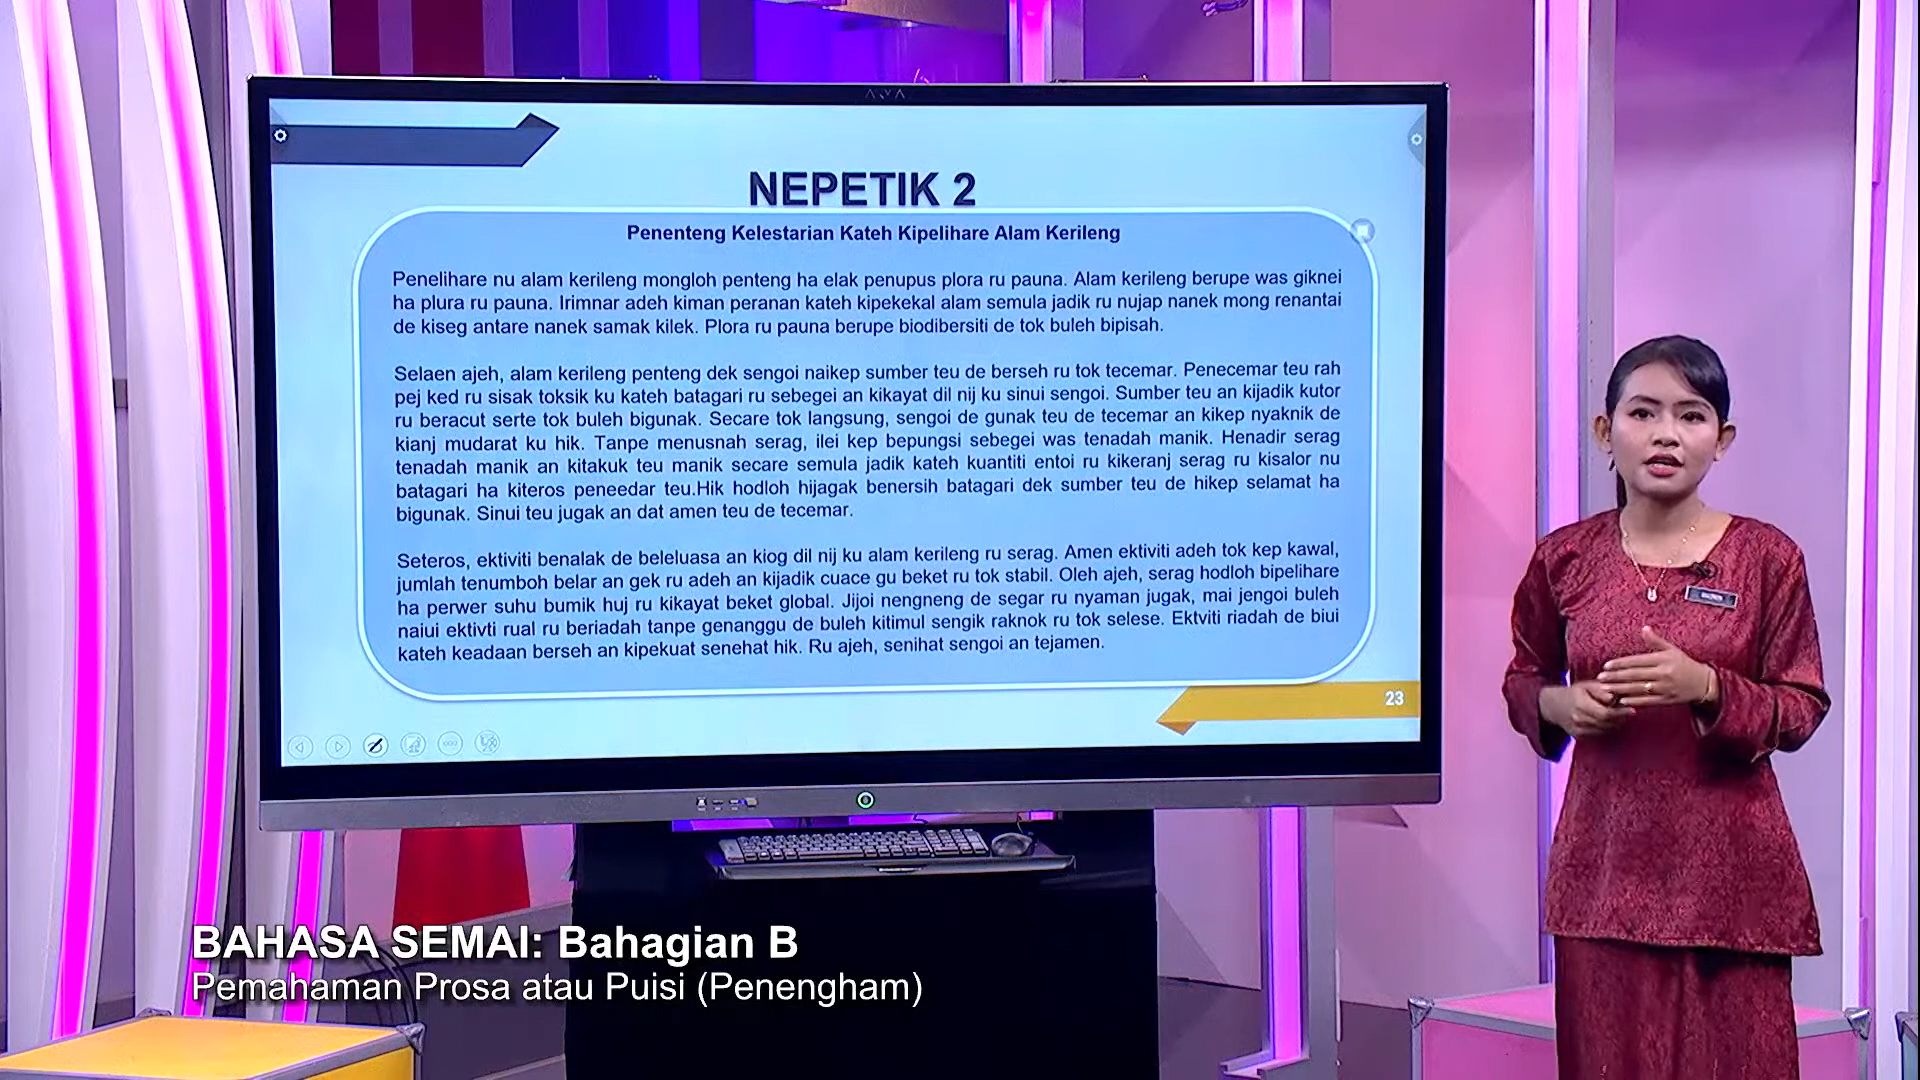 AQVA
NEPETIK 2
Penenteng Kelestarian Kateh Kipelihare Alam Kerileng
Penelihare nu alam kerileng mongloh penteng ha elak penupus plora ru pauna. Alam kerileng berupe was giknei
ha plura ru pauna. Irimnar adeh kiman peranan kateh kipekekal alam semula jadik ru nujap nanek mong renantai
de kiseg antare nanek samak kilek. Plora ru pauna berupe biodibersiti de tok buleh bipisah.
Selaen ajeh, alam kerileng penteng dek sengoi naikep sumber teu de berseh ru tok tecemar. Penecemar teu rah
pej ked ru sisak toksik ku kateh batagari ru sebegei an kikayat dil nij ku sinui sengoi. Sumber teu an kijadik kutor
ru beracut serte tok buleh bigunak. Secare tok langsung, sengoi de gunak teu de tecemar an kikep nyaknik de
kianj mudarat ku hik. Tanpe menusnah serag, ilei kep bepungsi sebegei was tenadah manik. Henadir serag
tenadah manik an kitakuk teu manik secare semula jadik kateh kuantiti entoi ru kikeranj serag ru kisalor nu
batagari ha kiteros peneedar teu.Hik hodloh hijagak benersih batagari dek sumber teu de hikep selamat ha
bigunak. Sinui teu jugak an dat amen teu de tecemar.
Seteros, ektiviti benalak de beleluasa an kiog dil nij ku alam kerileng ru serag. Amen ektiviti adeh tok kep kawal,
jumlah tenumboh belar an gek ru adeh an kijadik cuace gu beket ru tok stabil. Oleh ajeh, serag hodloh bipelihare
ha perwer suhu bumik huj ru kikayat beket global. Jijoi nengneng de segar ru nyaman jugak, mai jengoi buleh
naiui ektivti rual ru beriadah tanpe genanggu de buleh kitimul sengik raknok ru tok selese. Ektviti riadah de biui
kateh keadaan berseh an kipekuat senehat hik. Ru ajeh, senihat sengoi an tejamen.
23
BAHASA SEMAI: Bahagian B
Pemahaman Prosa atau Puisi (Penengham)